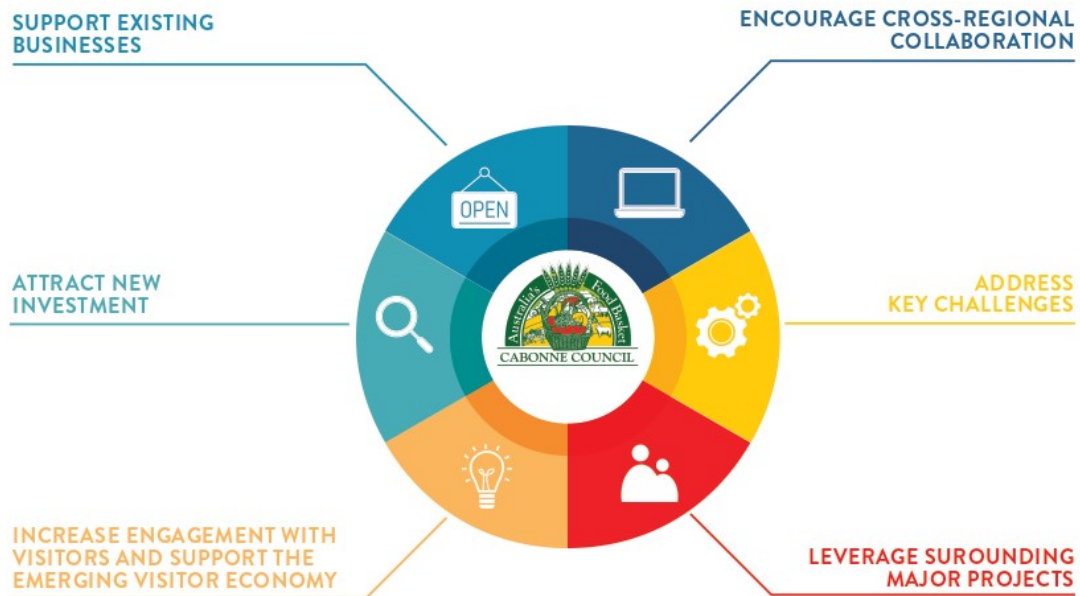 SUPPORT EXISTING
BUSINESSES
ENCOURAGE CROSS-REGIONAL
COLLABORATION
OPEN
ATTRACT NEW
INVESTMENT
Australia's Food Basket
CABONNE COUNCIL
ADDRESS
KEY CHALLENGES
INCREASE ENGAGEMENT WITH
VISITORS AND SUPPORT THE
EMERGING VISITOR ECONOMY
LEVERAGE SUROUNDING
MAJOR PROJECTS